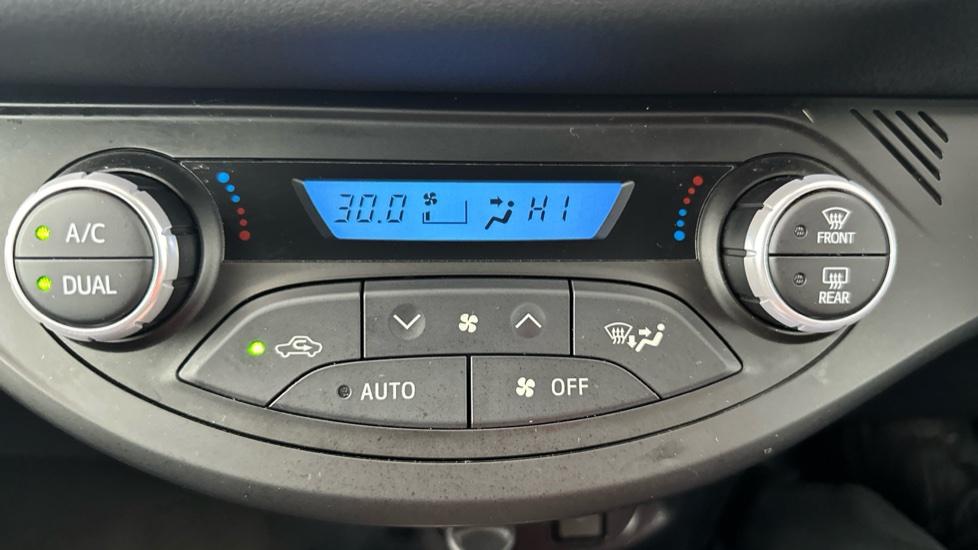 30.0 HI
A/C
DUAL
FRONT
REAR
AUTO
OFF